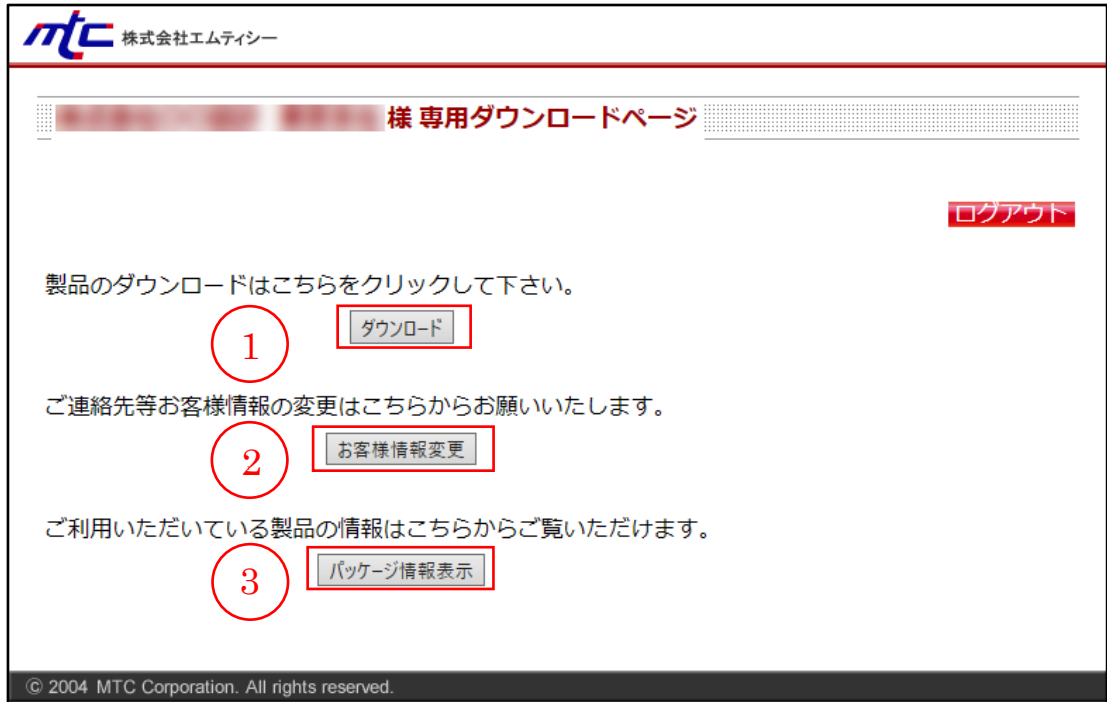 mtc 株式会社エムティシー
様 専用ダウンロードページ
ログアウト
製品のダウンロードはこちらをクリックして下さい。
1
ダウンロード
ご連絡先等お客様情報の変更はこちらからお願いいたします。
2
お客様情報変更
ご利用いただいている製品の情報はこちらからご覧いただけます。
3
パッケージ情報表示
© 2004 MTC Corporation. All rights reserved.